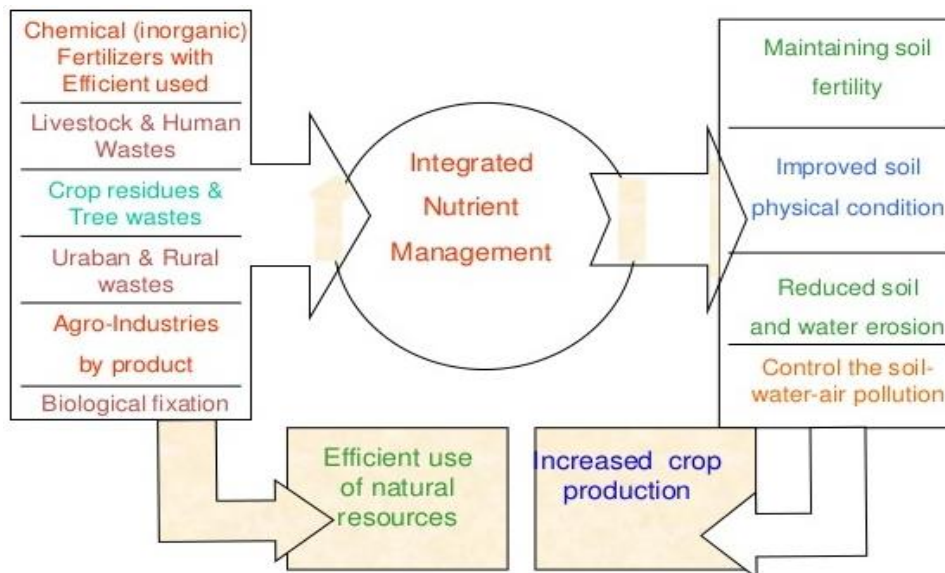 Chemical (inorganic)
Fertilizers with
Efficient used
Livestock & Human
Wastes
Crop residues &
Tree wastes
Uraban & Rural
wastes
Agro-Industries
by product
Biological fixation
Integrated
Nutrient
Management
Maintaining soil
fertility
Improved soil
physical condition
Reduced soil
and water erosion
Control the soil-
water-air pollution
Efficient use
of natural
resources
Increased crop
production